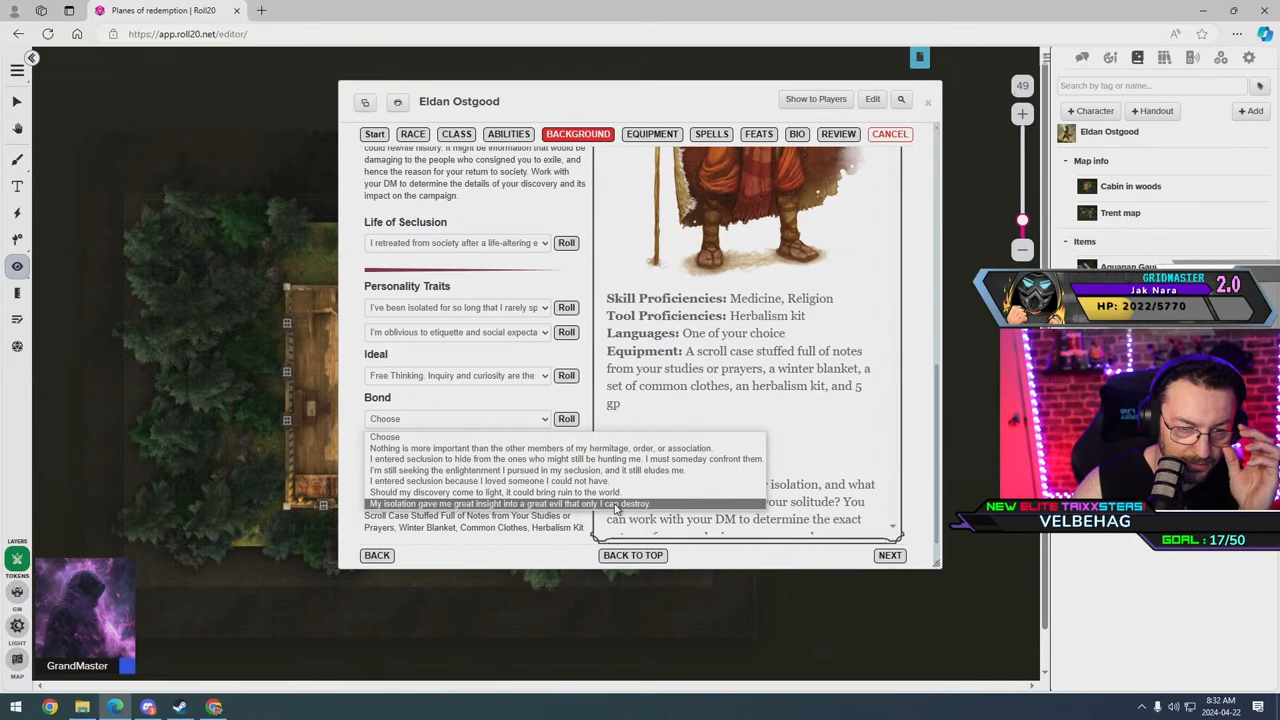 Planes of redemption | Roll20
https://app.roll20.net/editor/
Eldan Ostgood
Show to Players
Edit
Start
RACE
CLASS
ABILITIES
BACKGROUND
EQUIPMENT
SPELLS
FEATS
BIO
REVIEW
CANCEL
could rewrite history. It might be information that would be
damaging to the people who consigned you to exile, and
hence the reason for your return to society. Work with
your DM to determine the details of your discovery and its
impact on the campaign.
Life of Seclusion
I retreated from society after a life-altering e
Roll
Personality Traits
I've been isolated for so long that I rarely sp
Roll
I'm oblivious to etiquette and social expecta
Roll
Ideal
Free Thinking. Inquiry and curiosity are the
Roll
Bond
Choose
Roll
Choose
Nothing is more important than the other members of my hermitage, order, or association.
I entered seclusion to hide from the ones who might still be hunting me. I must someday confront them.
I'm still seeking the enlightenment I pursued in my seclusion, and it still eludes me.
I entered seclusion because I loved someone I could not have.
Should my discovery come to light, it could bring ruin to the world.
My isolation gave me great insight into a great evil that only I can destroy.
Scroll Case Stuffed Full of Notes from Your Studies or
Prayers, Winter Blanket, Common Clothes, Herbalism Kit
Skill Proficiencies: Medicine, Religion
Tool Proficiencies: Herbalism kit
Languages: One of your choice
Equipment: A scroll case stuffed full of notes
from your studies or prayers, a winter blanket, a
set of common clothes, an herbalism kit, and 5
gp
isolation, and what
your solitude? You
can work with your DM to determine the exact
BACK
BACK TO TOP
NEXT
49
Search by tag or name...
+ Character
+ Handout
+ Add
Eldan Ostgood
Map info
Cabin in woods
Trent map
Items
Aquanan Gau
GRIDMASTER
2.0
Jak Nara
HP: 2022/5770
NEW ELITE TRIXXSTERS!
VELBEHAG
GOAL : 17/50
LAYERS
TOKENS
GM
LIGHT
MAP
GrandMaster
8:32 AM
2024-04-22